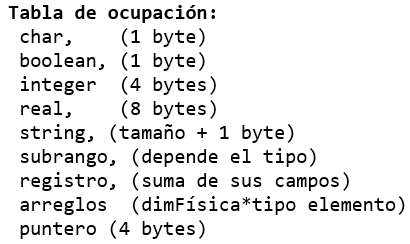 Tabla de ocupación:
char, (1 byte)
boolean, (1 byte)
integer (4 bytes)
real, (8 bytes)
string, (tamaño + 1 byte)
subrango, (depende el tipo)
registro, (suma de sus campos)
arreglos (dimFísica*tipo elemento)
puntero (4 bytes)